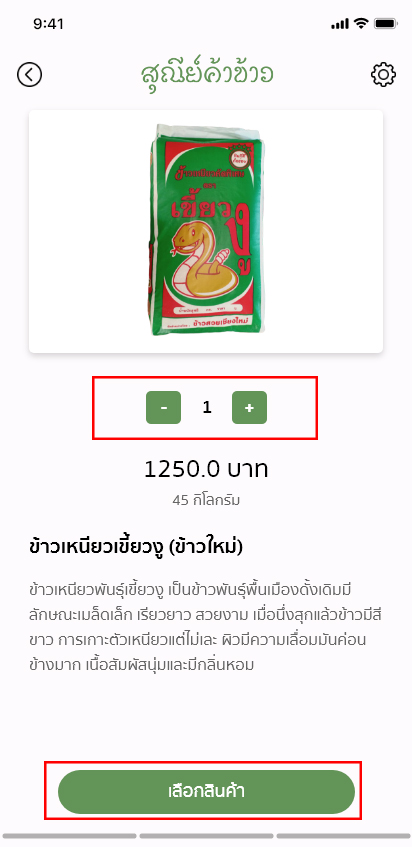 9:41
สุณีย์ค้าข้าว
เขี้ยว
งู
ข้าวสวยเชียงใหม่
-
1
+
1250.0 บาท
45 กิโลกรัม
ข้าวเหนียวเขี้ยวงู (ข้าวใหม่)
ข้าวเหนียวพันธุ์เขี้ยวงู เป็นข้าวพันธุ์พื้นเมืองดั้งเดิมมี
ลักษณะเมล็ดเล็ก เรียวยาว สวยงาม เมื่อนึ่งสุกแล้วข้าวมีสี
ขาว การเกาะตัวเหนียวแต่ไม่เละ ผิวมีความเลื่อมมันค่อน
ข้างมาก เนื้อสัมผัสนุ่มและมีกลิ่นหอม
เลือกสินค้า